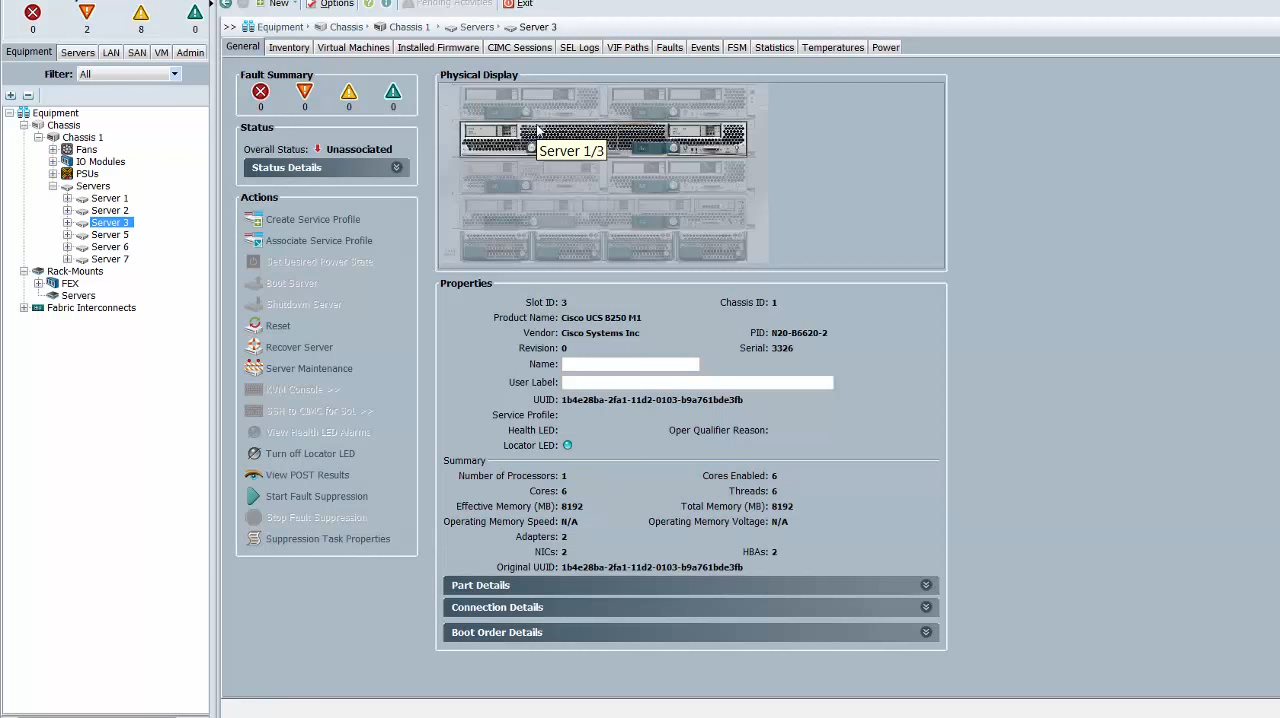 New Options Pending Activities Exit
0 2 8 0
Equipment Servers LAN SAN VM Admin
Filter: All
Equipment
Chassis
Chassis 1
Fans
IO Modules
PSUs
Servers
Server 1
Server 2
Server 3
Server 5
Server 6
Server 7
Rack-Mounts
FEX
Servers
Fabric Interconnects
>> Equipment Chassis Chassis 1 Servers Server 3
General Inventory Virtual Machines Installed Firmware CIMC Sessions SEL Logs VIF Paths Faults Events FSM Statistics Temperatures Power
Fault Summary
0 0 0 0
Status
Overall Status: Unassociated
Status Details
Actions
Create Service Profile
Associate Service Profile
Set Desired Power State
Boot Server
Shutdown Server
Reset
Recover Server
Server Maintenance
KVM Console >>
SSH to CIMC for SoL >>
View Health LED Alarms
Turn off Locator LED
View POST Results
Start Fault Suppression
Stop Fault Suppression
Suppression Task Properties
Physical Display
Server 1/3
Properties
Slot ID: 3 Chassis ID: 1
Product Name: Cisco UCS B250 M1
Vendor: Cisco Systems Inc PID: N20-B6620-2
Revision: 0 Serial: 3326
Name:
User Label:
UUID: 1b4e28ba-2fa1-11d2-0103-b9a761bde3fb
Service Profile:
Health LED: Oper Qualifier Reason:
Locator LED:
Summary
Number of Processors: 1 Cores Enabled: 6
Cores: 6 Threads: 6
Effective Memory (MB): 8192 Total Memory (MB): 8192
Operating Memory Speed: N/A Operating Memory Voltage: N/A
Adapters: 2
NICs: 2 HBAs: 2
Original UUID: 1b4e28ba-2fa1-11d2-0103-b9a761bde3fb
Part Details
Connection Details
Boot Order Details